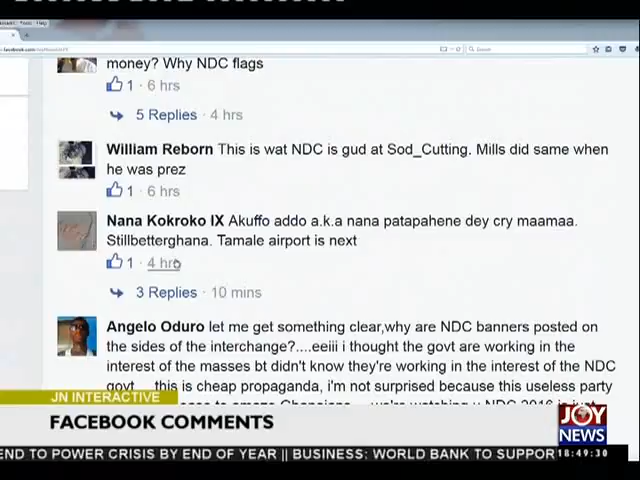 Tools Help
money? Why NDC flags
1 · 6 hrs
5 Replies · 4 hrs
William Reborn This is wat NDC is gud at Sod_Cutting. Mills did same when
he was prez
1 · 6 hrs
Nana Kokroko IX Akuffo addo a.k.a nana patapahene dey cry maamaa.
Stillbetterghana. Tamale airport is next
1 · 4 hrs
3 Replies · 10 mins
Angelo Oduro let me get something clear,why are NDC banners posted on
the sides of the interchange?....eeiii i thought the govt are working in the
interest of the masses bt didn't know they're working in the interest of the NDC
govt this is cheap propaganda, i'm not surprised because this useless party
JN INTERACTIVE
FACEBOOK COMMENTS
JOY
NEWS
18:49:30
END TO POWER CRISIS BY END OF YEAR || BUSINESS; WORLD BANK TO SUPPOR